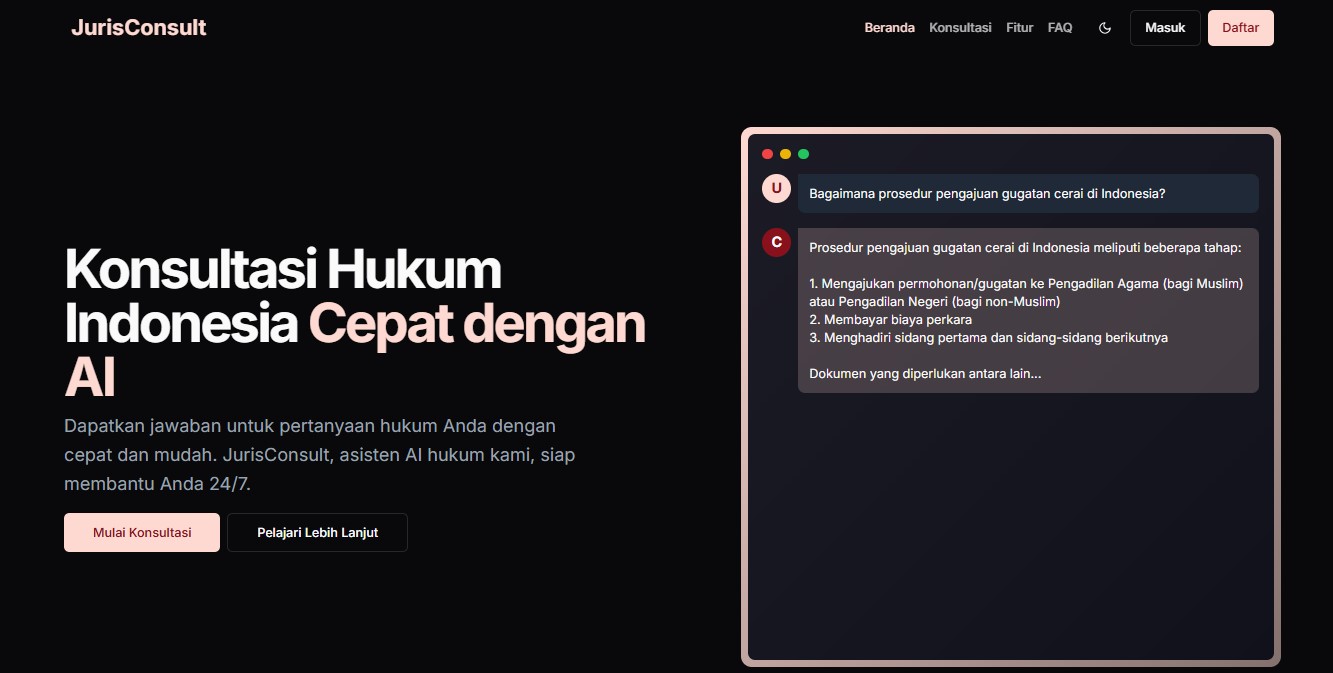 JurisConsult
Beranda
Konsultasi
Fitur
FAQ
Masuk
Daftar
Konsultasi Hukum
Indonesia Cepat dengan
AI
Dapatkan jawaban untuk pertanyaan hukum Anda dengan
cepat dan mudah. JurisConsult, asisten AI hukum kami, siap
membantu Anda 24/7.
Mulai Konsultasi
Pelajari Lebih Lanjut
U
Bagaimana prosedur pengajuan gugatan cerai di Indonesia?
C
Prosedur pengajuan gugatan cerai di Indonesia meliputi beberapa tahap:
1. Mengajukan permohonan/gugatan ke Pengadilan Agama (bagi Muslim)
atau Pengadilan Negeri (bagi non-Muslim)
2. Membayar biaya perkara
3. Menghadiri sidang pertama dan sidang-sidang berikutnya
Dokumen yang diperlukan antara lain...